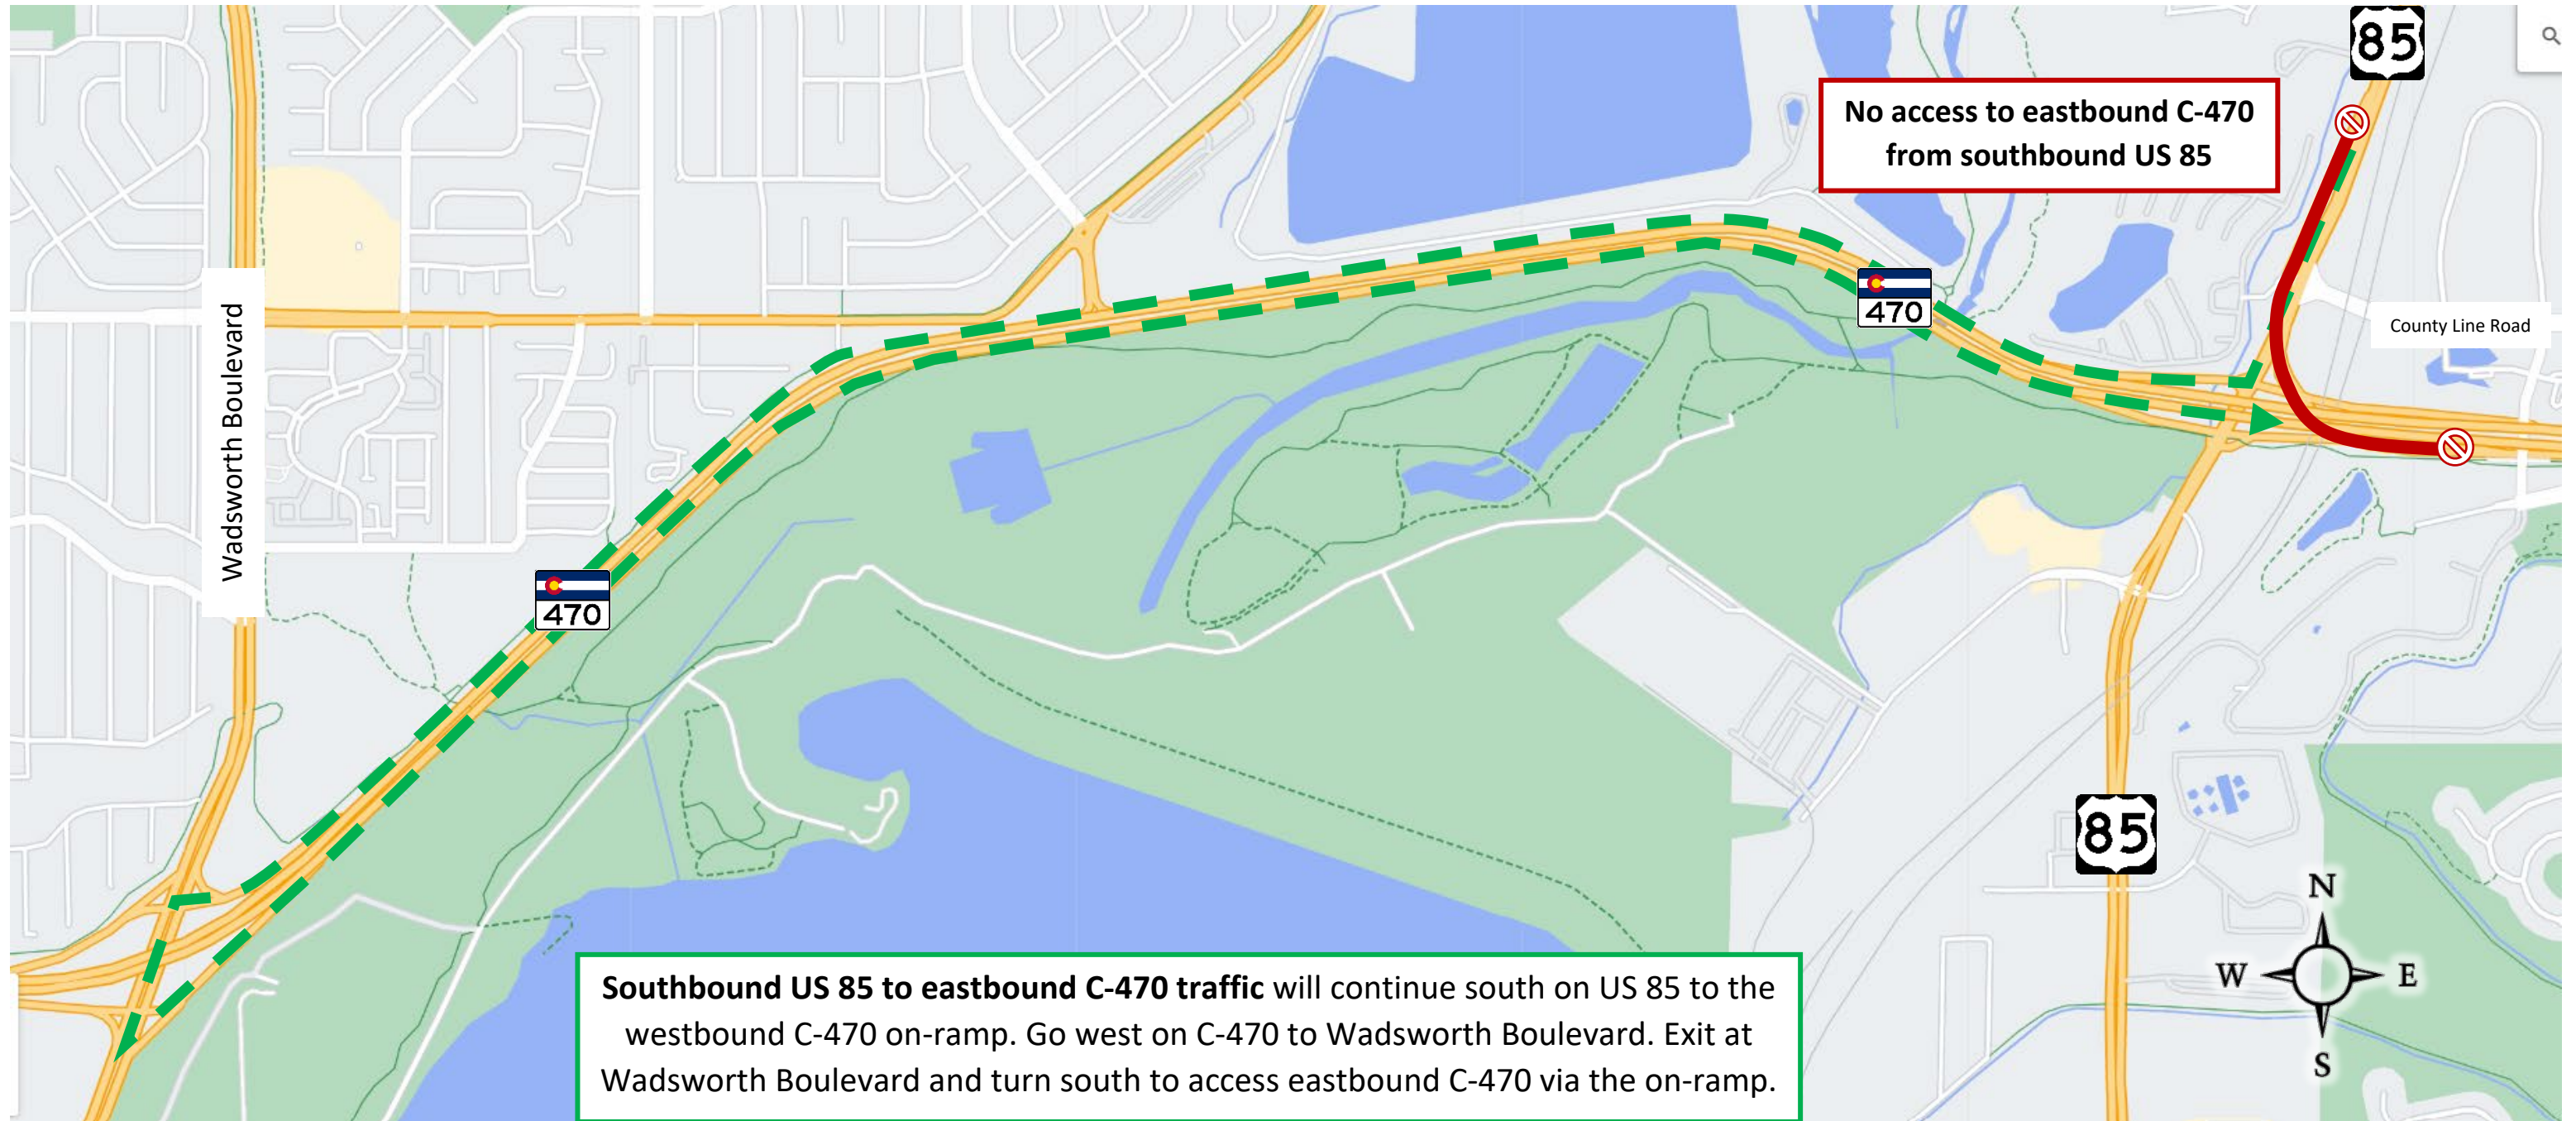 85
No access to eastbound C-470
from southbound US 85
470
County Line Road
Wadsworth Boulevard
470
85
N
W
E
S
Southbound US 85 to eastbound C-470 traffic will continue south on US 85 to the
westbound C-470 on-ramp. Go west on C-470 to Wadsworth Boulevard. Exit at
Wadsworth Boulevard and turn south to access eastbound C-470 via the on-ramp.